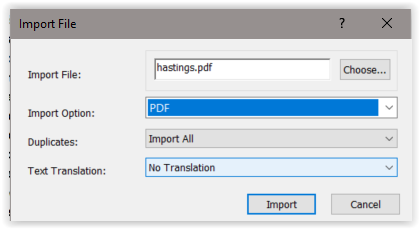 Import File
?
Import File: hastings.pdf Choose...
Import Option: PDF
Duplicates: Import All
Text Translation: No Translation
Import Cancel